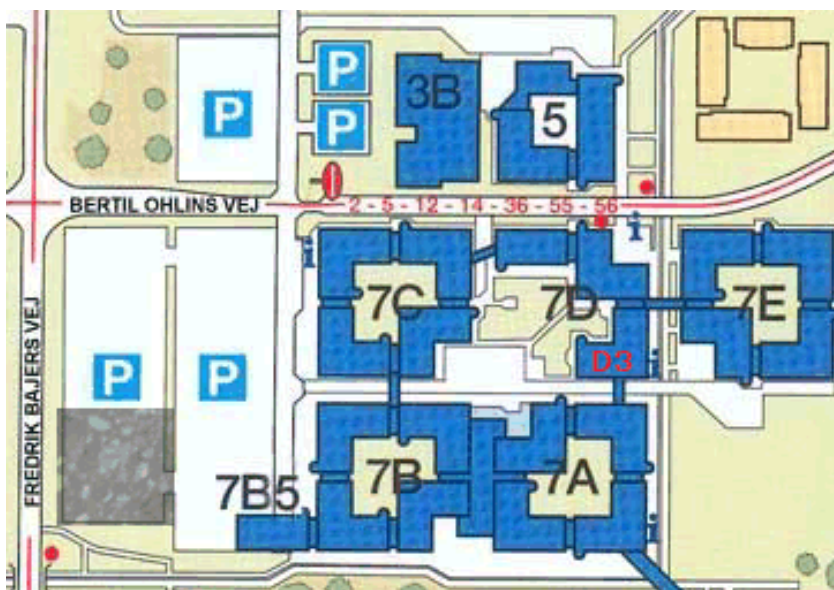 P
P
3B
5
P
BERTIL OHLINS VEJ
2 - 5 - 12 - 14 - 36 - 55 - 56
i
i
7C
7D
7E
FREDRIK BAJERS VEJ
P
P
D3
i
7B5
7B
7A
i